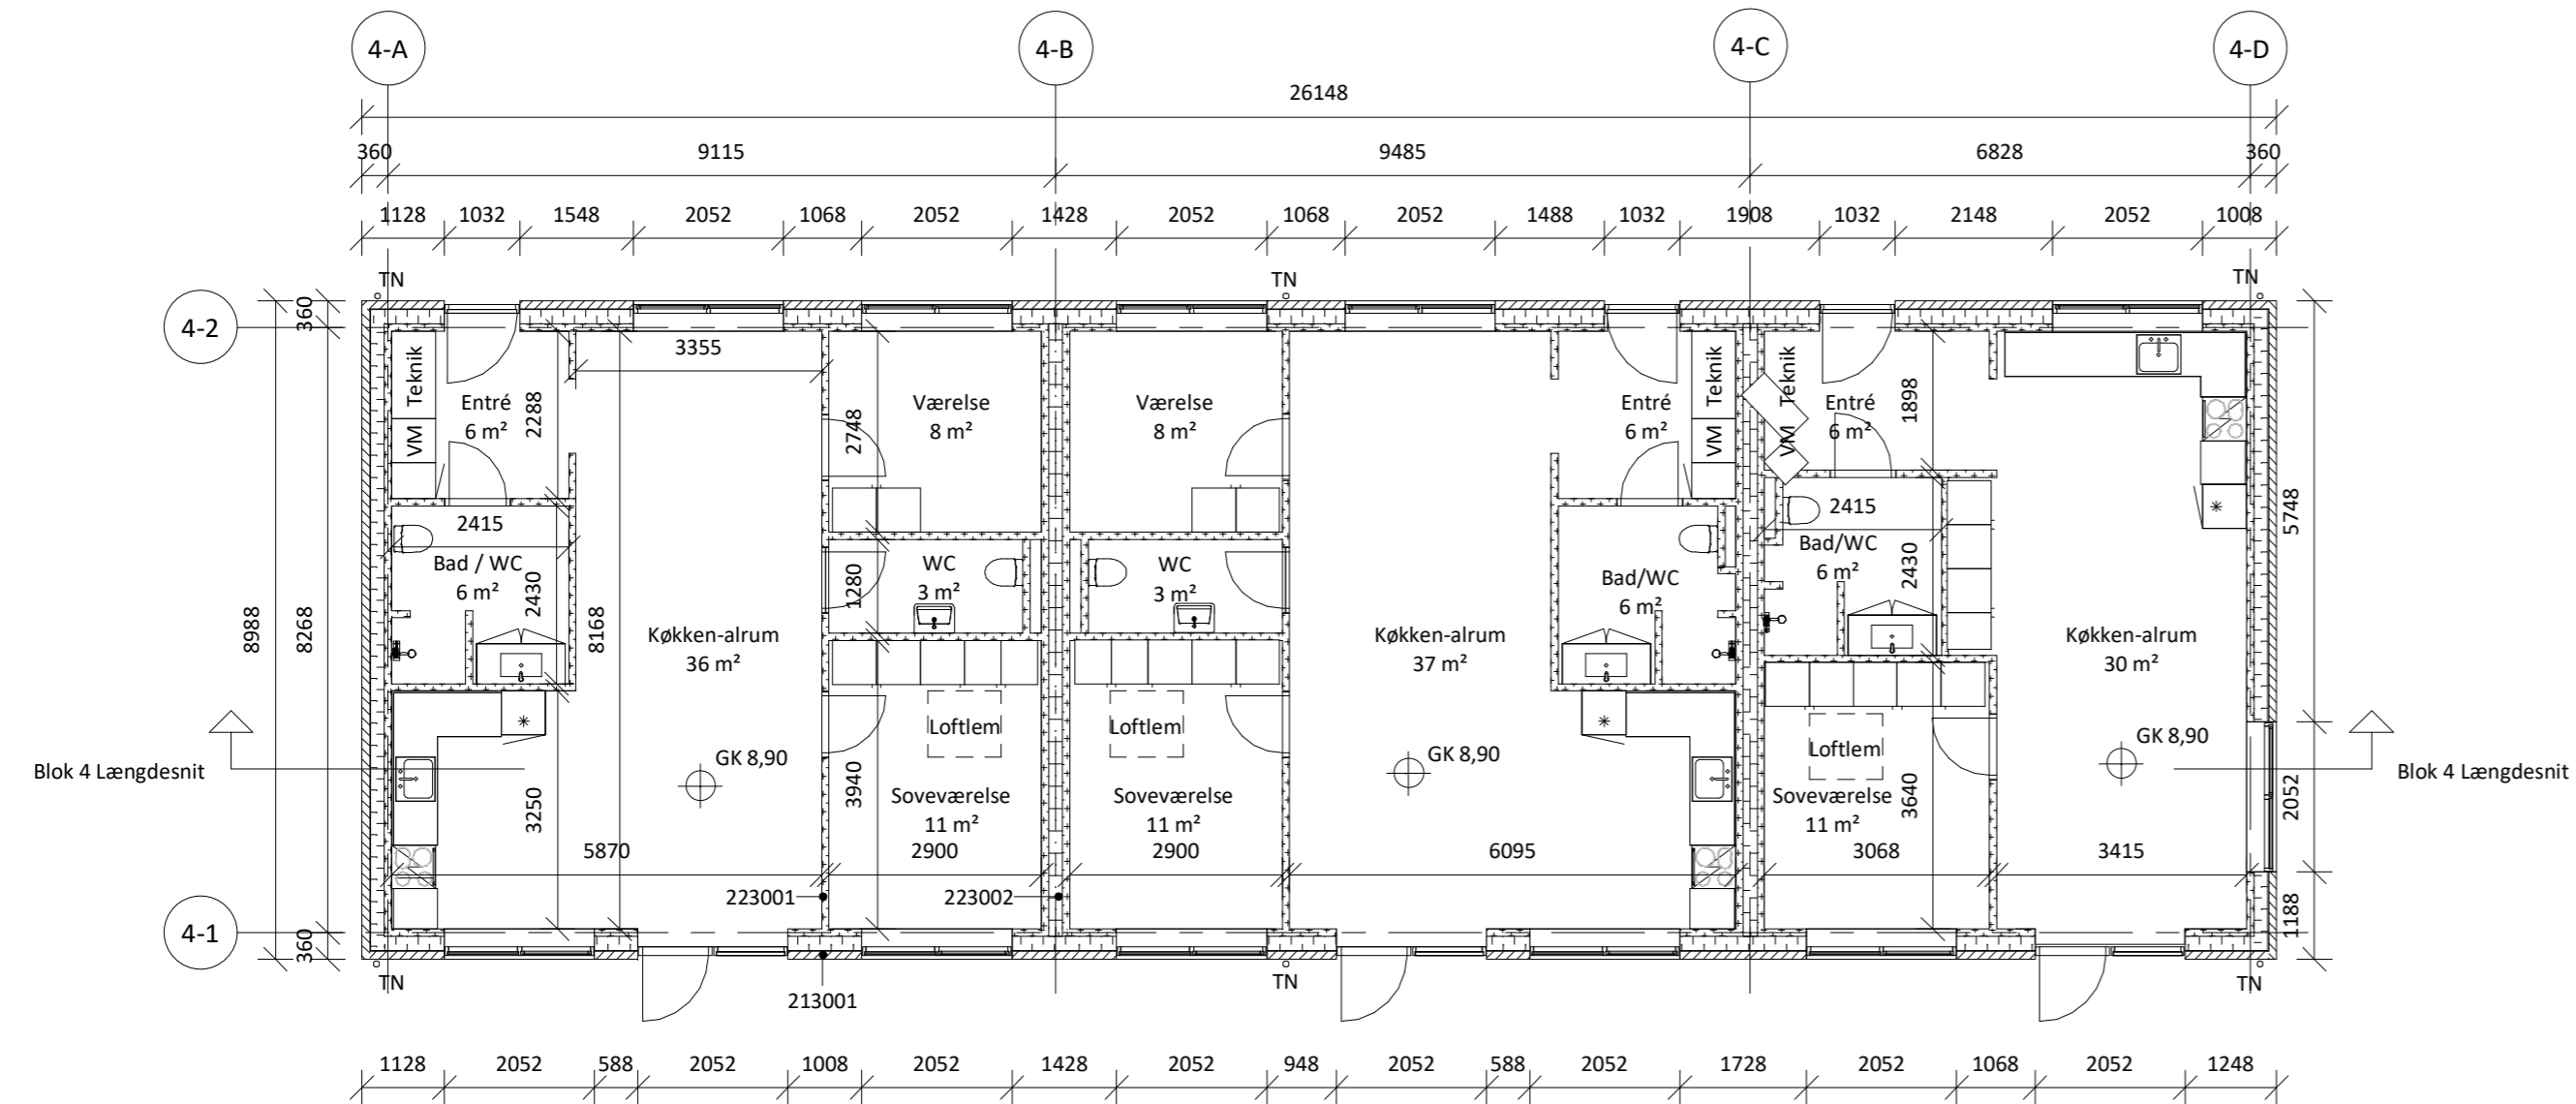 4-A
4-B
4-C
4-D
26148
360
9115
9485
6828
360
1128
1032
1548
2052
1068
2052
1428
2052
1068
2052
1488
1032
1908
1032
2148
2052
1008
TN
TN
TN
4-2
360
8988
8268
Teknik
VM
Entré
6 m²
2288
3355
2748
Værelse
8 m²
Værelse
8 m²
Entré
6 m²
Teknik
VM
Teknik
VM
Entré
6 m²
1898
5748
2415
Bad / WC
6 m²
2430
8168
Køkken-alrum
36 m²
1280
WC
3 m²
WC
3 m²
Køkken-alrum
37 m²
Bad/WC
6 m²
2415
Bad/WC
6 m²
2430
Køkken-alrum
30 m²
Blok 4 Længdesnit
GK 8,90
Loftlem
Loftlem
GK 8,90
Loftlem
GK 8,90
Blok 4 Længdesnit
3250
3940
Soveværelse
11 m²
Soveværelse
11 m²
Soveværelse
11 m²
3640
2052
5870
2900
2900
6095
3068
3415
223001
223002
4-1
360
1188
TN
TN
TN
213001
1128
2052
588
2052
1008
2052
1428
2052
948
2052
588
2052
1728
2052
1068
2052
1248